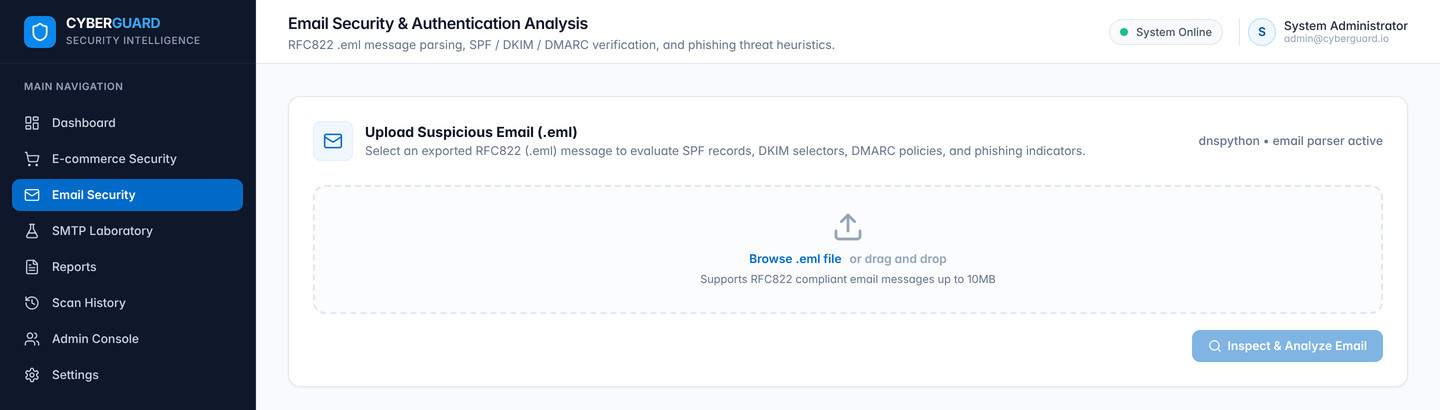 CYBERGUARD
SECURITY INTELLIGENCE
MAIN NAVIGATION
Dashboard
E-commerce Security
Email Security
SMTP Laboratory
Reports
Scan History
Admin Console
Settings
Email Security & Authentication Analysis
RFC822 .eml message parsing, SPF / DKIM / DMARC verification, and phishing threat heuristics.
System Online
S
System Administrator
admin@cyberguard.io
Upload Suspicious Email (.eml)
Select an exported RFC822 (.eml) message to evaluate SPF records, DKIM selectors, DMARC policies, and phishing indicators.
dnspython • email parser active
Browse .eml file or drag and drop
Supports RFC822 compliant email messages up to 10MB
Inspect & Analyze Email